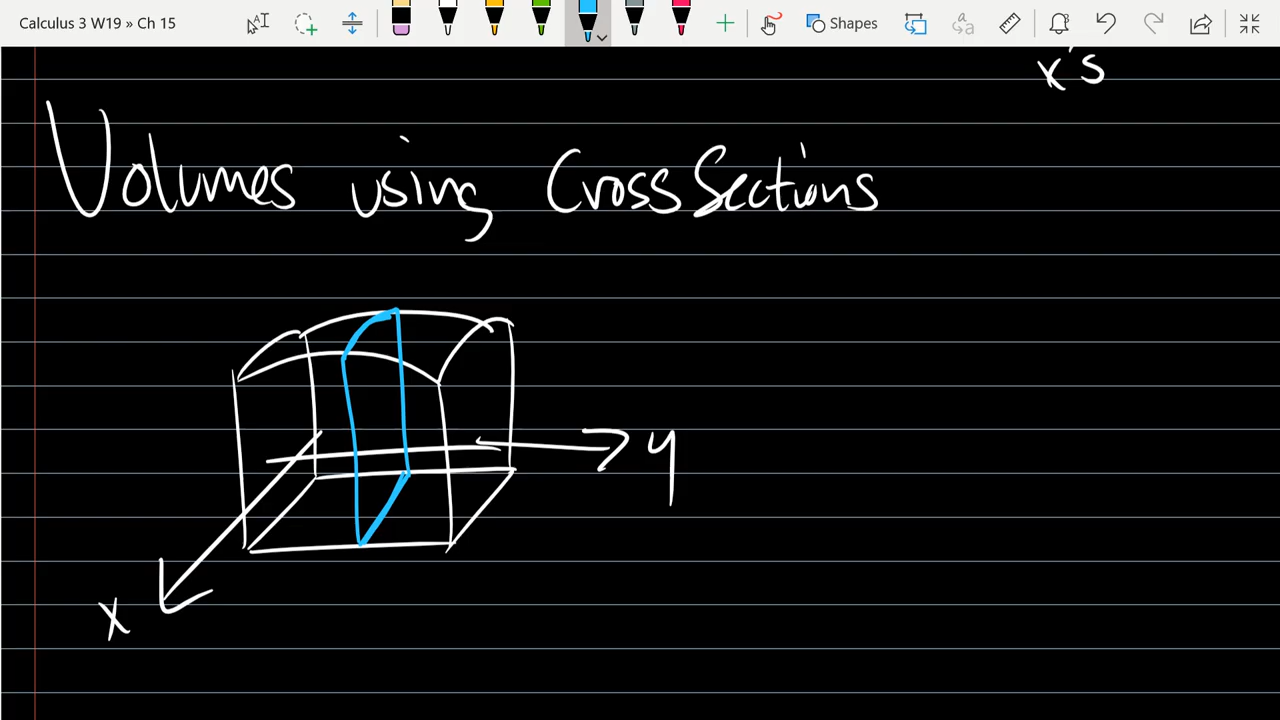 Calculus 3 W19 » Ch 15
Shapes
x's
Volumes using Cross Sections
y
x